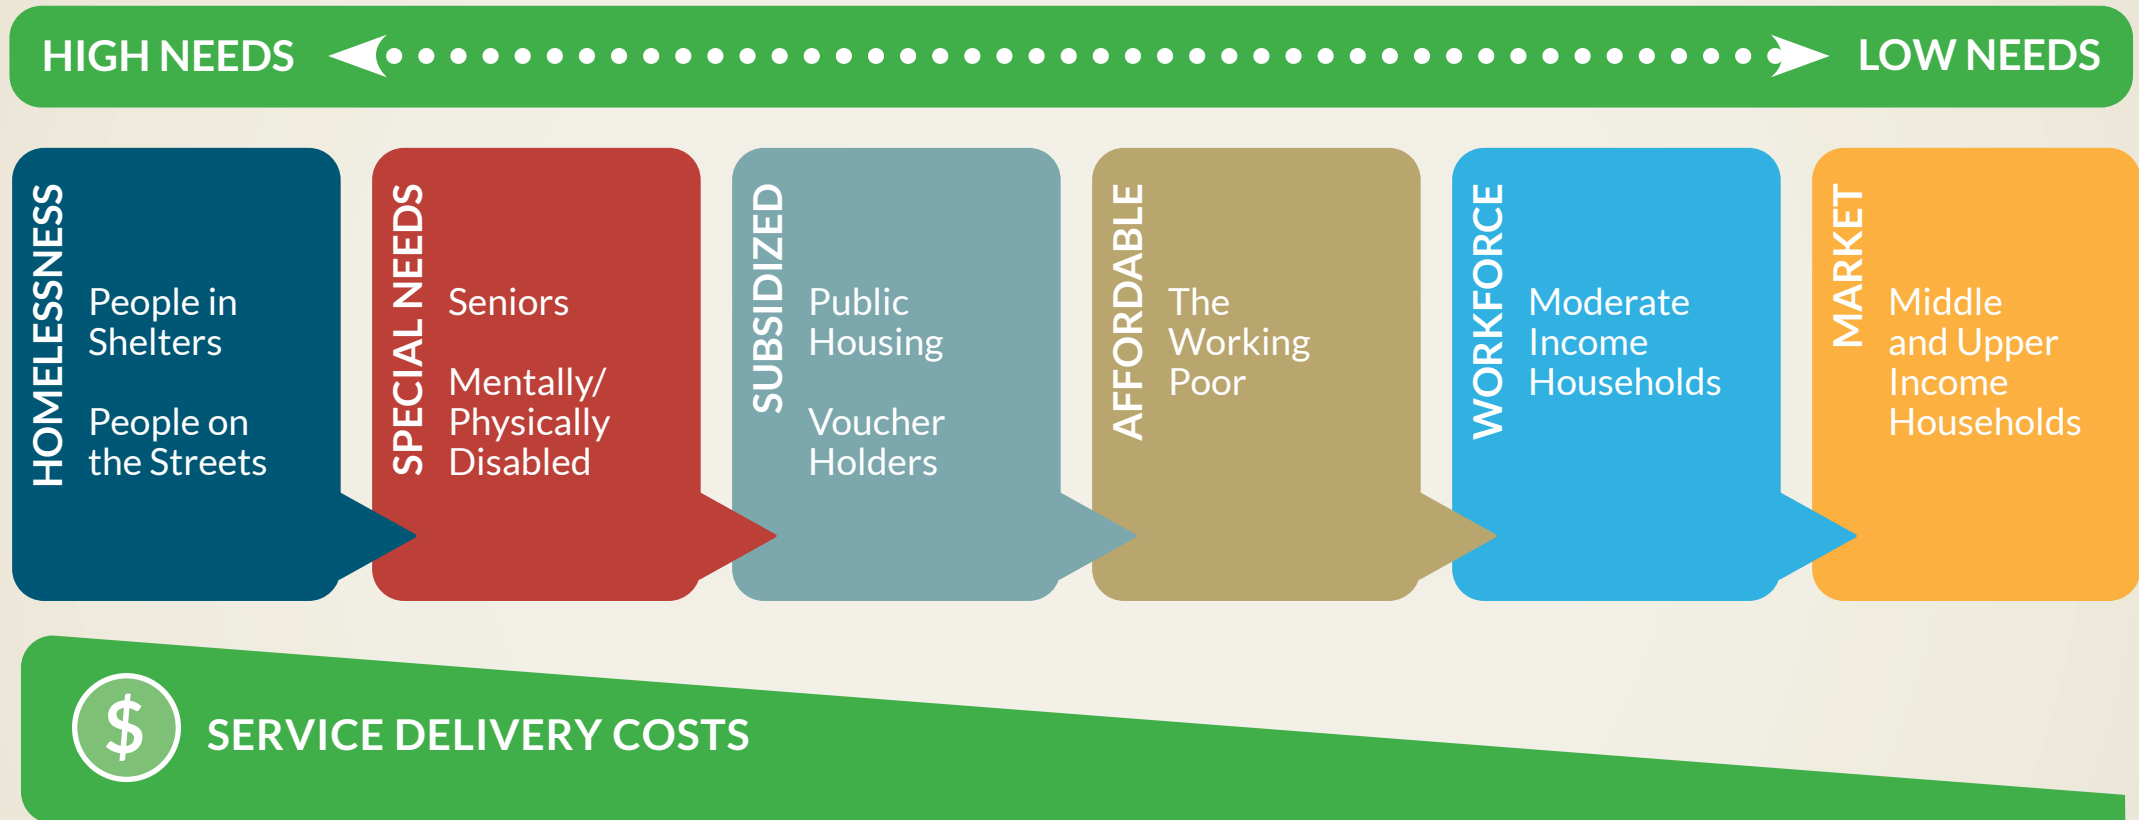 HIGH NEEDS
LOW NEEDS
HOMELESSNESS
People in
Shelters
People on
the Streets
SPECIAL NEEDS
Seniors
Mentally/
Physically
Disabled
SUBSIDIZED
Public
Housing
Voucher
Holders
AFFORDABLE
The
Working
Poor
WORKFORCE
Moderate
Income
Households
MARKET
Middle
and Upper
Income
Households
$
SERVICE DELIVERY COSTS